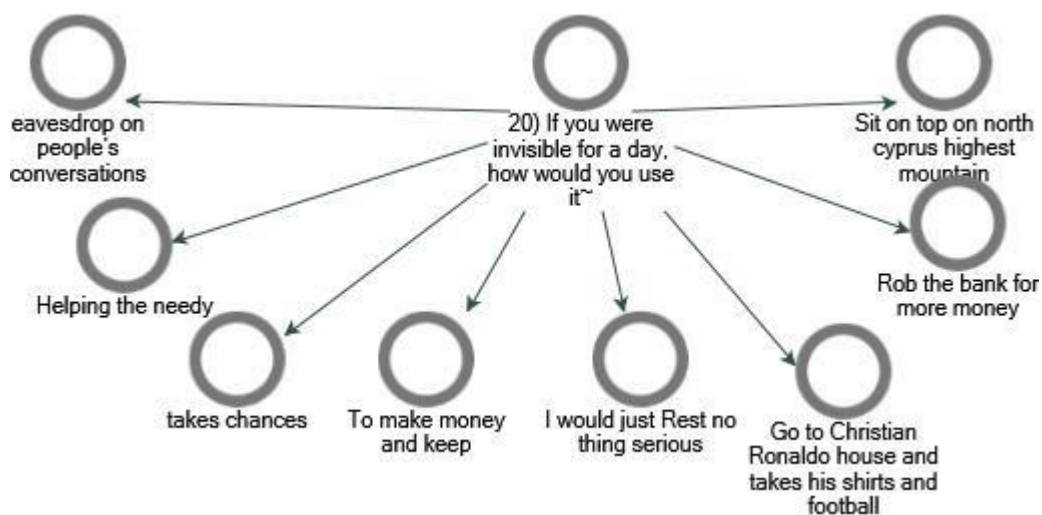 eavesdrop on
people's
conversations
20) If you were
invisible for a day,
how would you use
it~
Sit on top on north
cyprus highest
mountain
Helping the needy
Rob the bank for
more money
takes chances
To make money
and keep
I would just Rest no
thing serious
Go to Christian
Ronaldo house and
takes his shirts and
football